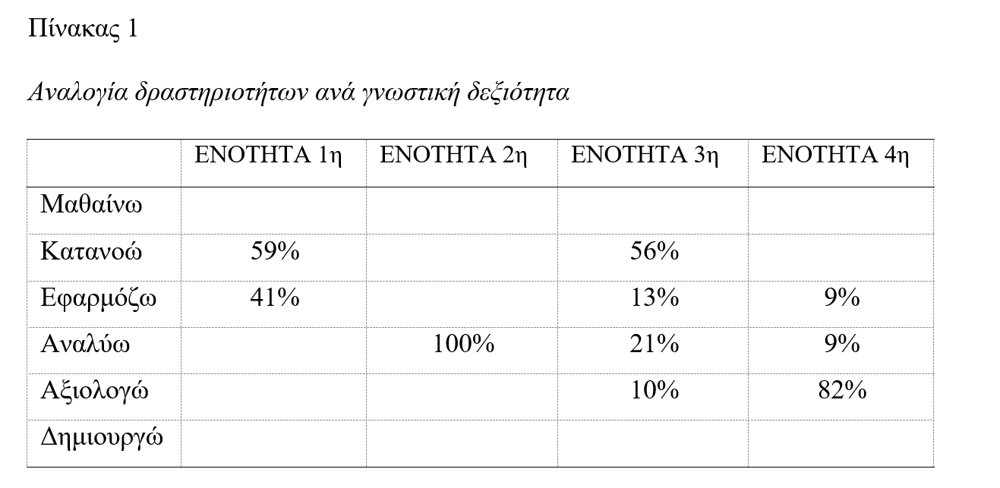 Πίνακας 1
Αναλογία δραστηριοτήτων ανά γνωστική δεξιότητα
ΕΝΟΤΗΤΑ 1η ΕΝΟΤΗΤΑ 2η ΕΝΟΤΗΤΑ 3η ΕΝΟΤΗΤΑ 4η
Μαθαίνω
Κατανοώ 59% 56%
Εφαρμόζω 41% 13% 9%
Αναλύω 100% 21% 9%
Αξιολογώ 10% 82%
Δημιουργώ